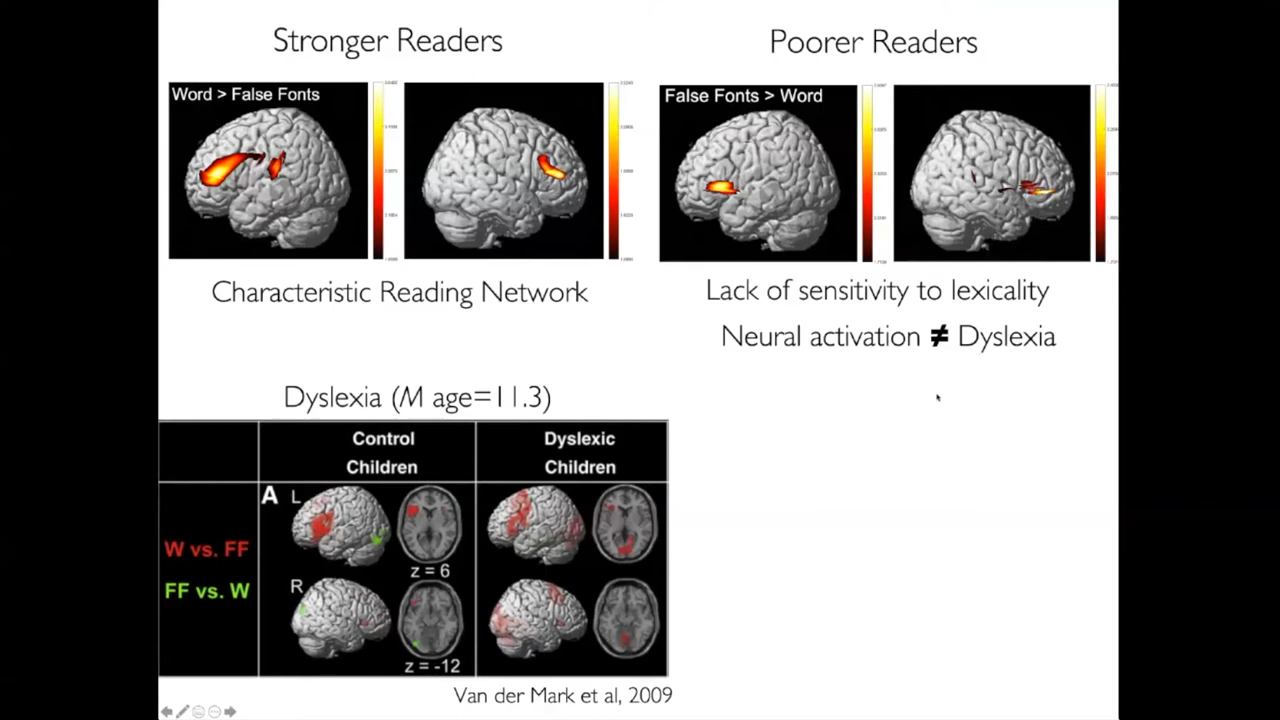 Stronger Readers
Poorer Readers
Word > False Fonts
False Fonts > Word
Characteristic Reading Network
Lack of sensitivity to lexicality
Neural activation ≠ Dyslexia
Dyslexia (M age=11.3)
Control
Children
Dyslexic
Children
A
L
W vs. FF
FF vs. W
z = 6
R
z = -12
Van der Mark et al, 2009